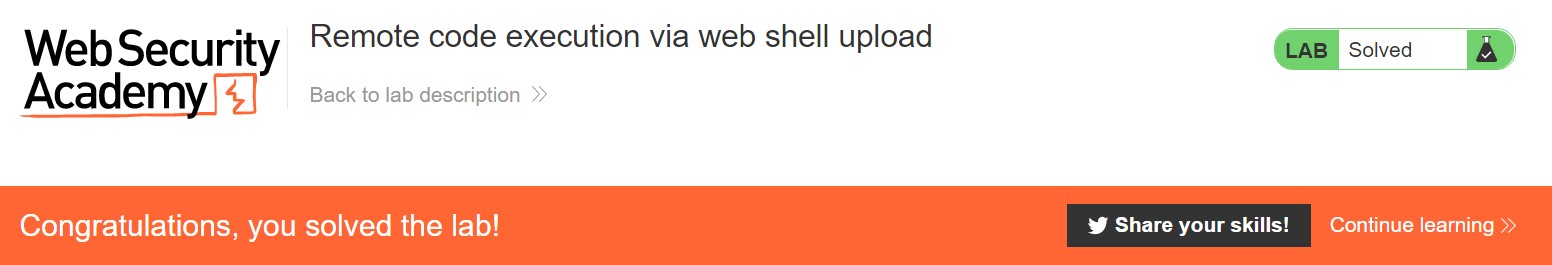 Web Security
Academy
Remote code execution via web shell upload
Back to lab description
LAB Solved
Congratulations, you solved the lab!
Share your skills!
Continue learning